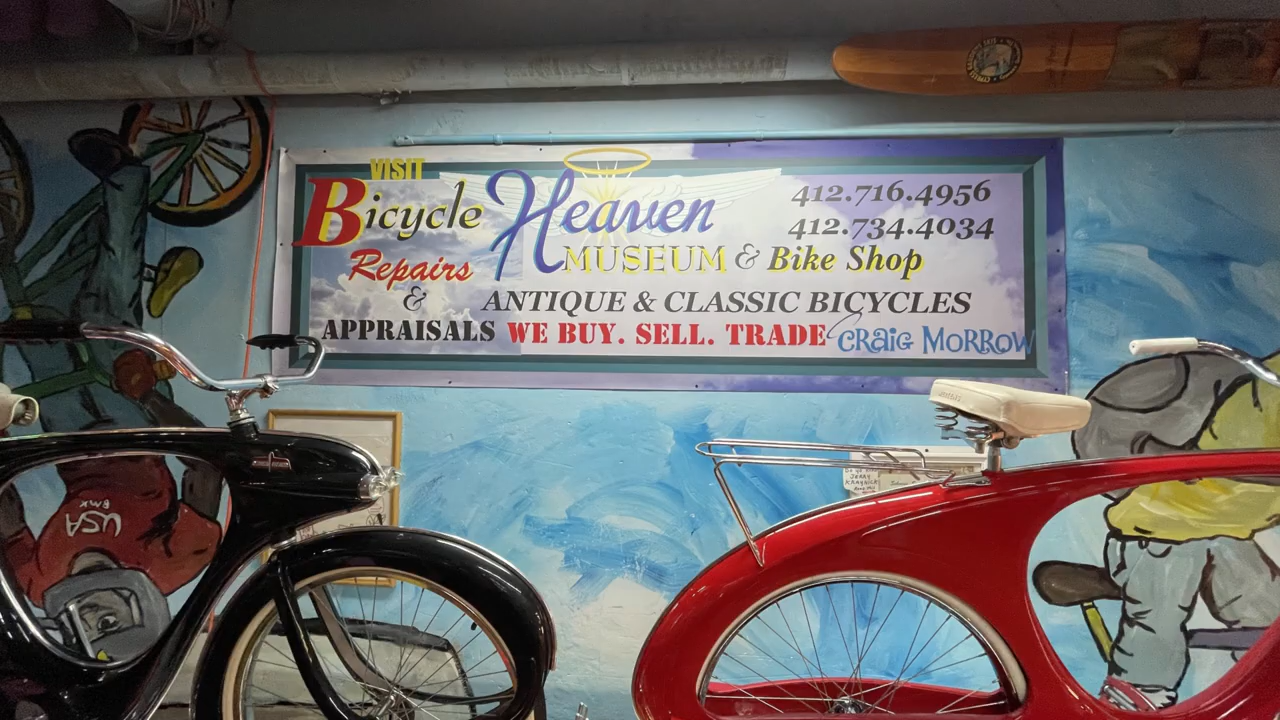 VISIT
Bicycle Heaven
412.716.4956
412.734.4034
Repairs
MUSEUM & Bike Shop
&
ANTIQUE & CLASSIC BICYCLES
APPRAISALS WE BUY. SELL. TRADE CRAIG MORROW
USA
BMX
JERRY